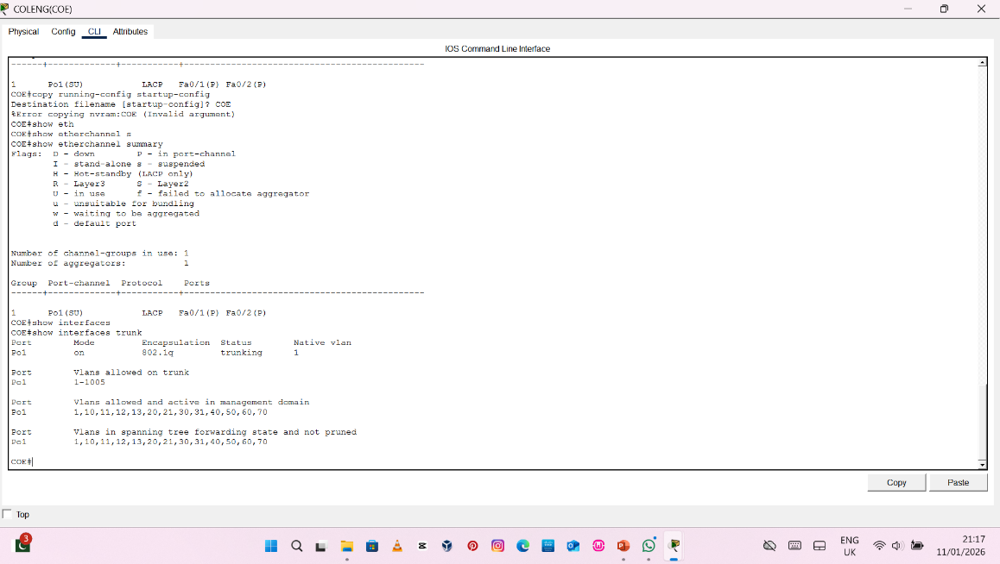 COLENG(COE)
Physical Config CLI Attributes
IOS Command Line Interface
------+-------------+-----------+----------------------------------------------
1 Po1(SU) LACP Fa0/1(P) Fa0/2(P)
COE#copy running-config startup-config
Destination filename [startup-config]? COE
%Error copying nvram:COE (Invalid argument)
COE#show eth
COE#show etherchannel s
COE#show etherchannel summary
Flags: D - down P - in port-channel
I - stand-alone s - suspended
H - Hot-standby (LACP only)
R - Layer3 S - Layer2
U - in use f - failed to allocate aggregator
u - unsuitable for bundling
w - waiting to be aggregated
d - default port
Number of channel-groups in use: 1
Number of aggregators: 1
Group Port-channel Protocol Ports
------+-------------+-----------+----------------------------------------------
1 Po1(SU) LACP Fa0/1(P) Fa0/2(P)
COE#show interfaces
COE#show interfaces trunk
Port Mode Encapsulation Status Native vlan
Po1 on 802.1q trunking 1
Port Vlans allowed on trunk
Po1 1-1005
Port Vlans allowed and active in management domain
Po1 1,10,11,12,13,20,21,30,31,40,50,60,70
Port Vlans in spanning tree forwarding state and not pruned
Po1 1,10,11,12,13,20,21,30,31,40,50,60,70
COE#
Copy Paste
Top
3
ENG
UK
21:17
11/01/2026